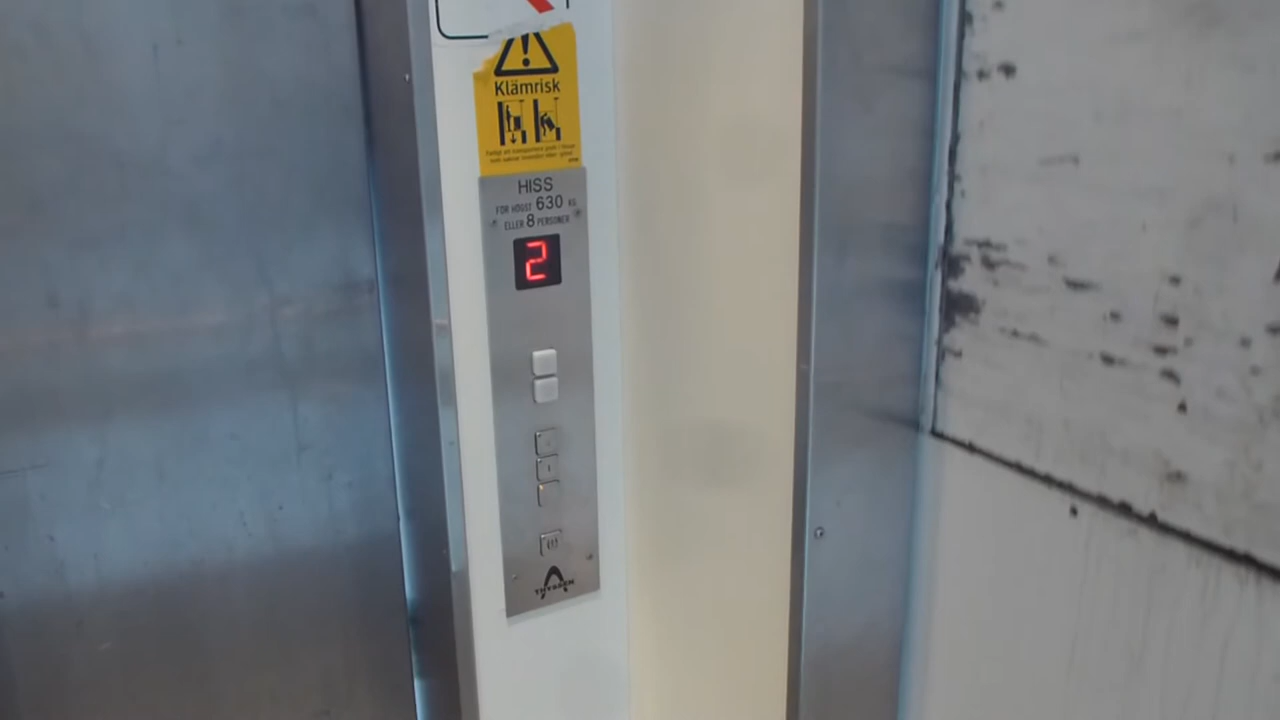 Klämrisk
HISS
FÖR HÖGST 630 KG
ELLER 8 PERSONER
2
THYSSEN